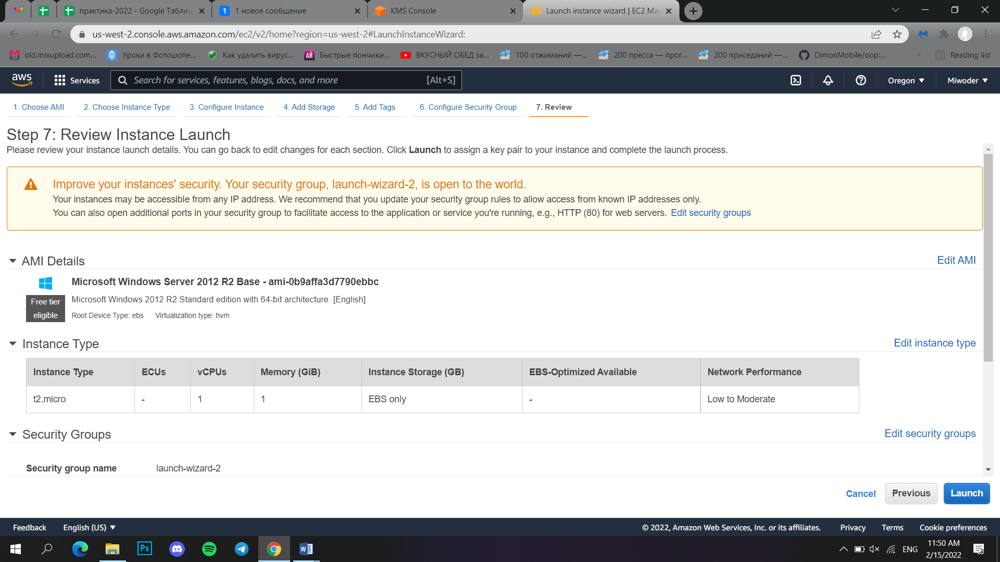 практика-2022 - Google Таблиц
1 новое сообщение
KMS Console
Launch instance wizard | EC2 Ma
us-west-2.console.aws.amazon.com/ec2/v2/home?region=us-west-2#LaunchInstanceWizard:
old.mixupload.com...
Уроки в Фотошопе...
Как удалить вирус...
АЙ Быстрые пончики...
ВКУСНЫЙ ОБЕД за...
100 отжиманий —...
200 пресса — прог...
200 приседаний —...
DimonMobile/oop:...
»
Reading list
aws
Services
Search for services, features, blogs, docs, and more [Alt+S]
Oregon ▼
Miwoder ▼
1. Choose AMI
2. Choose Instance Type
3. Configure Instance
4. Add Storage
5. Add Tags
6. Configure Security Group
7. Review
Step 7: Review Instance Launch
Please review your instance launch details. You can go back to edit changes for each section. Click Launch to assign a key pair to your instance and complete the launch process.
Improve your instances' security. Your security group, launch-wizard-2, is open to the world.
Your instances may be accessible from any IP address. We recommend that you update your security group rules to allow access from known IP addresses only.
You can also open additional ports in your security group to facilitate access to the application or service you're running, e.g., HTTP (80) for web servers. Edit security groups
AMI Details
Edit AMI
Microsoft Windows Server 2012 R2 Base - ami-0b9affa3d7790ebbc
Free tier
eligible
Microsoft Windows 2012 R2 Standard edition with 64-bit architecture. [English]
Root Device Type: ebs Virtualization type: hvm
Instance Type
Edit instance type
Instance Type ECUs vCPUs Memory (GiB) Instance Storage (GB) EBS-Optimized Available Network Performance
t2.micro - 1 1 EBS only - Low to Moderate
Security Groups
Edit security groups
Security group name launch-wizard-2
Cancel
Previous
Launch
Feedback
English (US) ▼
© 2022, Amazon Web Services, Inc. or its affiliates.
Privacy
Terms
Cookie preferences
Ps
W
ENG
11:50 AM
2/15/2022